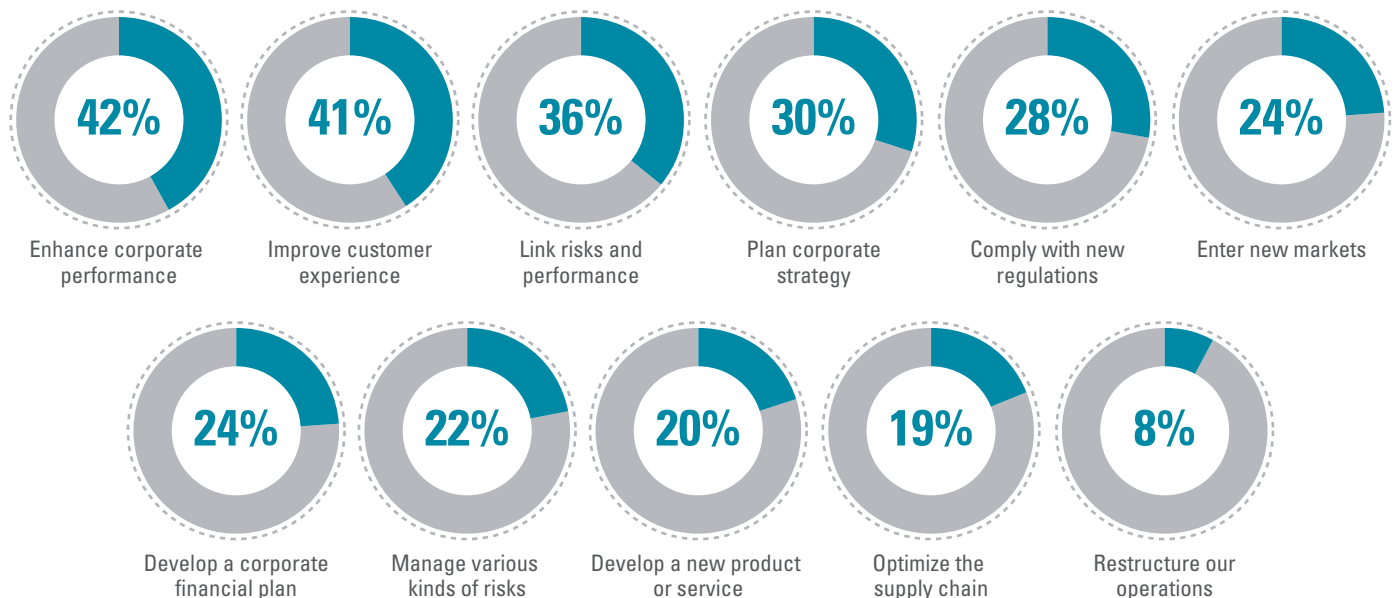 42%
41%
36%
30%
28%
24%
Enhance corporate
performance
Improve customer
experience
Link risks and
performance
Plan corporate
strategy
Comply with new
regulations
Enter new markets
24%
22%
20%
19%
8%
Develop a corporate
financial plan
Manage various
kinds of risks
Develop a new product
or service
Optimize the
supply chain
Restructure our
operations